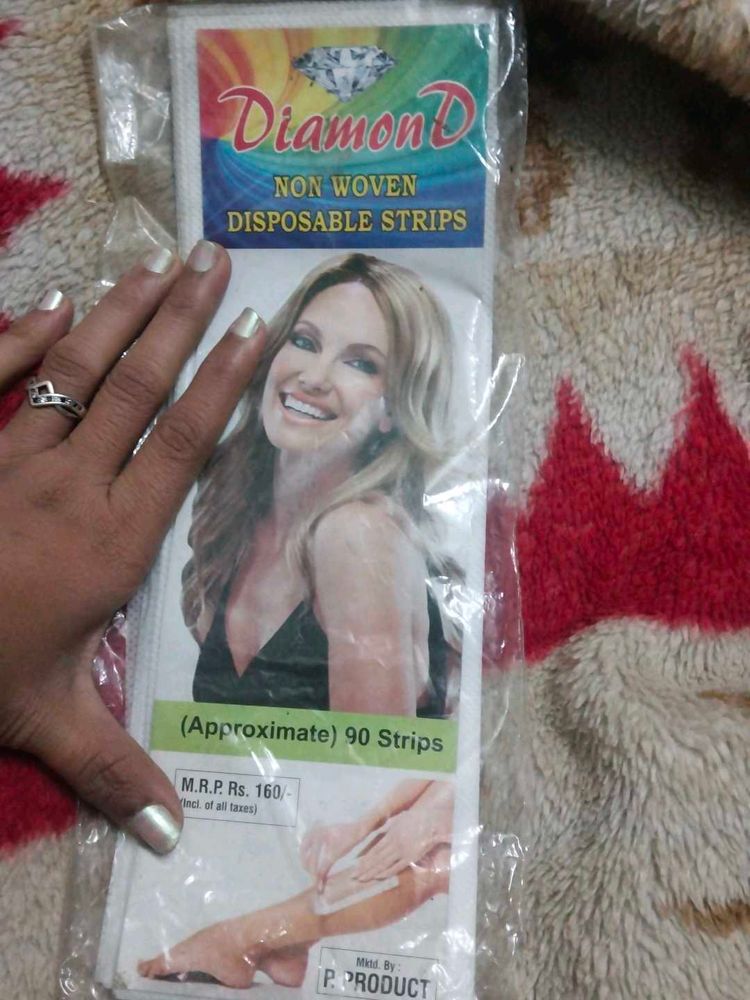 DiamonD
NON WOVEN
DISPOSABLE STRIPS
(Approximate) 90 Strips
M.R.P. Rs. 160/-
(Incl. of all taxes)
Mktd. By :
P. PRODUCT